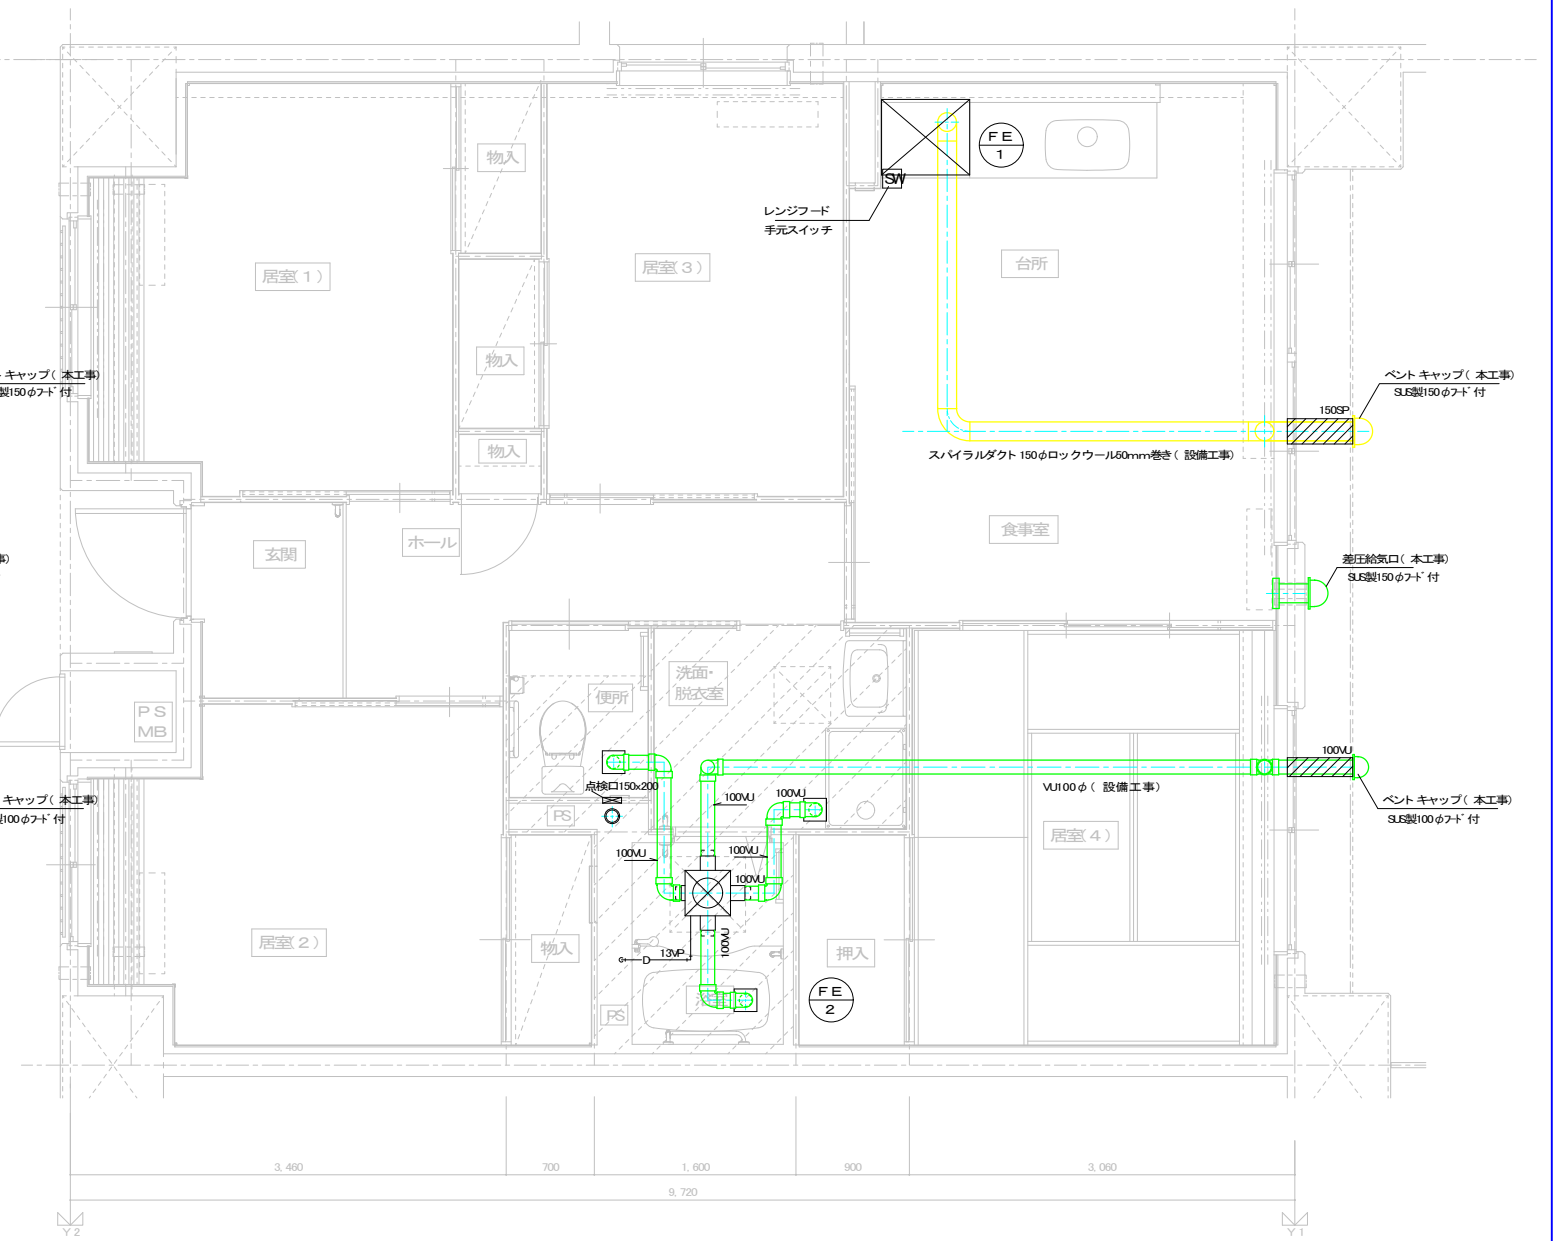 物入
FE
1
SW
レンジフード
手元スイッチ
居室(1)
居室(3)
台所
物入
キャップ( 本工事)
製150φフード付
ベントキャップ( 本工事)
SUS製150φフード付
150SP
物入
スパイラルダクト 150φロックウール50mm巻き( 設備工事)
玄関
ホール
食事室
事)
差圧給気口( 本工事)
SUS製150φフード付
洗面・
脱衣室
便所
PS
MB
100VU
点検口150x200
VU100φ( 設備工事)
100VU
100VU
キャップ( 本工事)
製100φフード付
ベントキャップ( 本工事)
SUS製100φフード付
PS
居室(4)
100VU
100VU
100VU
居室(2)
物入
13VP
D
100VU
押入
FE
2
PS
3,460
700
1,600
900
3,060
9,720
Y2
Y1